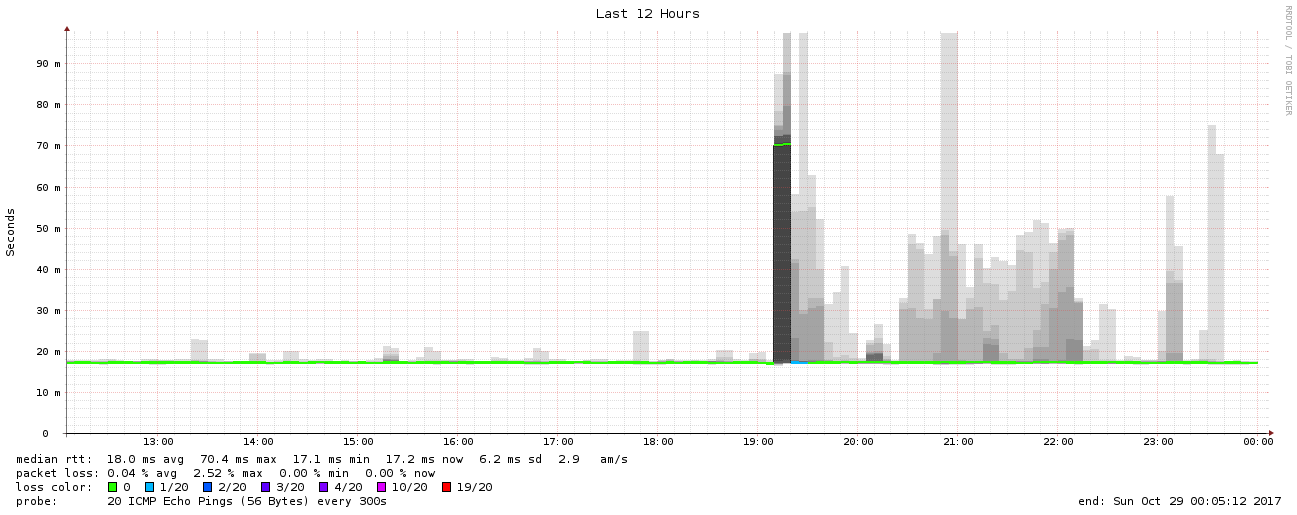 Last 12 Hours
RRDTOOL / TOBI OETIKER
Seconds
90 m
80 m
70 m
60 m
50 m
40 m
30 m
20 m
10 m
0
13:00 14:00 15:00 16:00 17:00 18:00 19:00 20:00 21:00 22:00 23:00 00:00
median rtt: 18.0 ms avg 70.4 ms max 17.1 ms min 17.2 ms now 6.2 ms sd 2.9 am/s
packet loss: 0.04 % avg 2.52 % max 0.00 % min 0.00 % now
loss color: 0 1/20 2/20 3/20 4/20 10/20 19/20
probe: 20 ICMP Echo Pings (56 Bytes) every 300s end: Sun Oct 29 00:05:12 2017